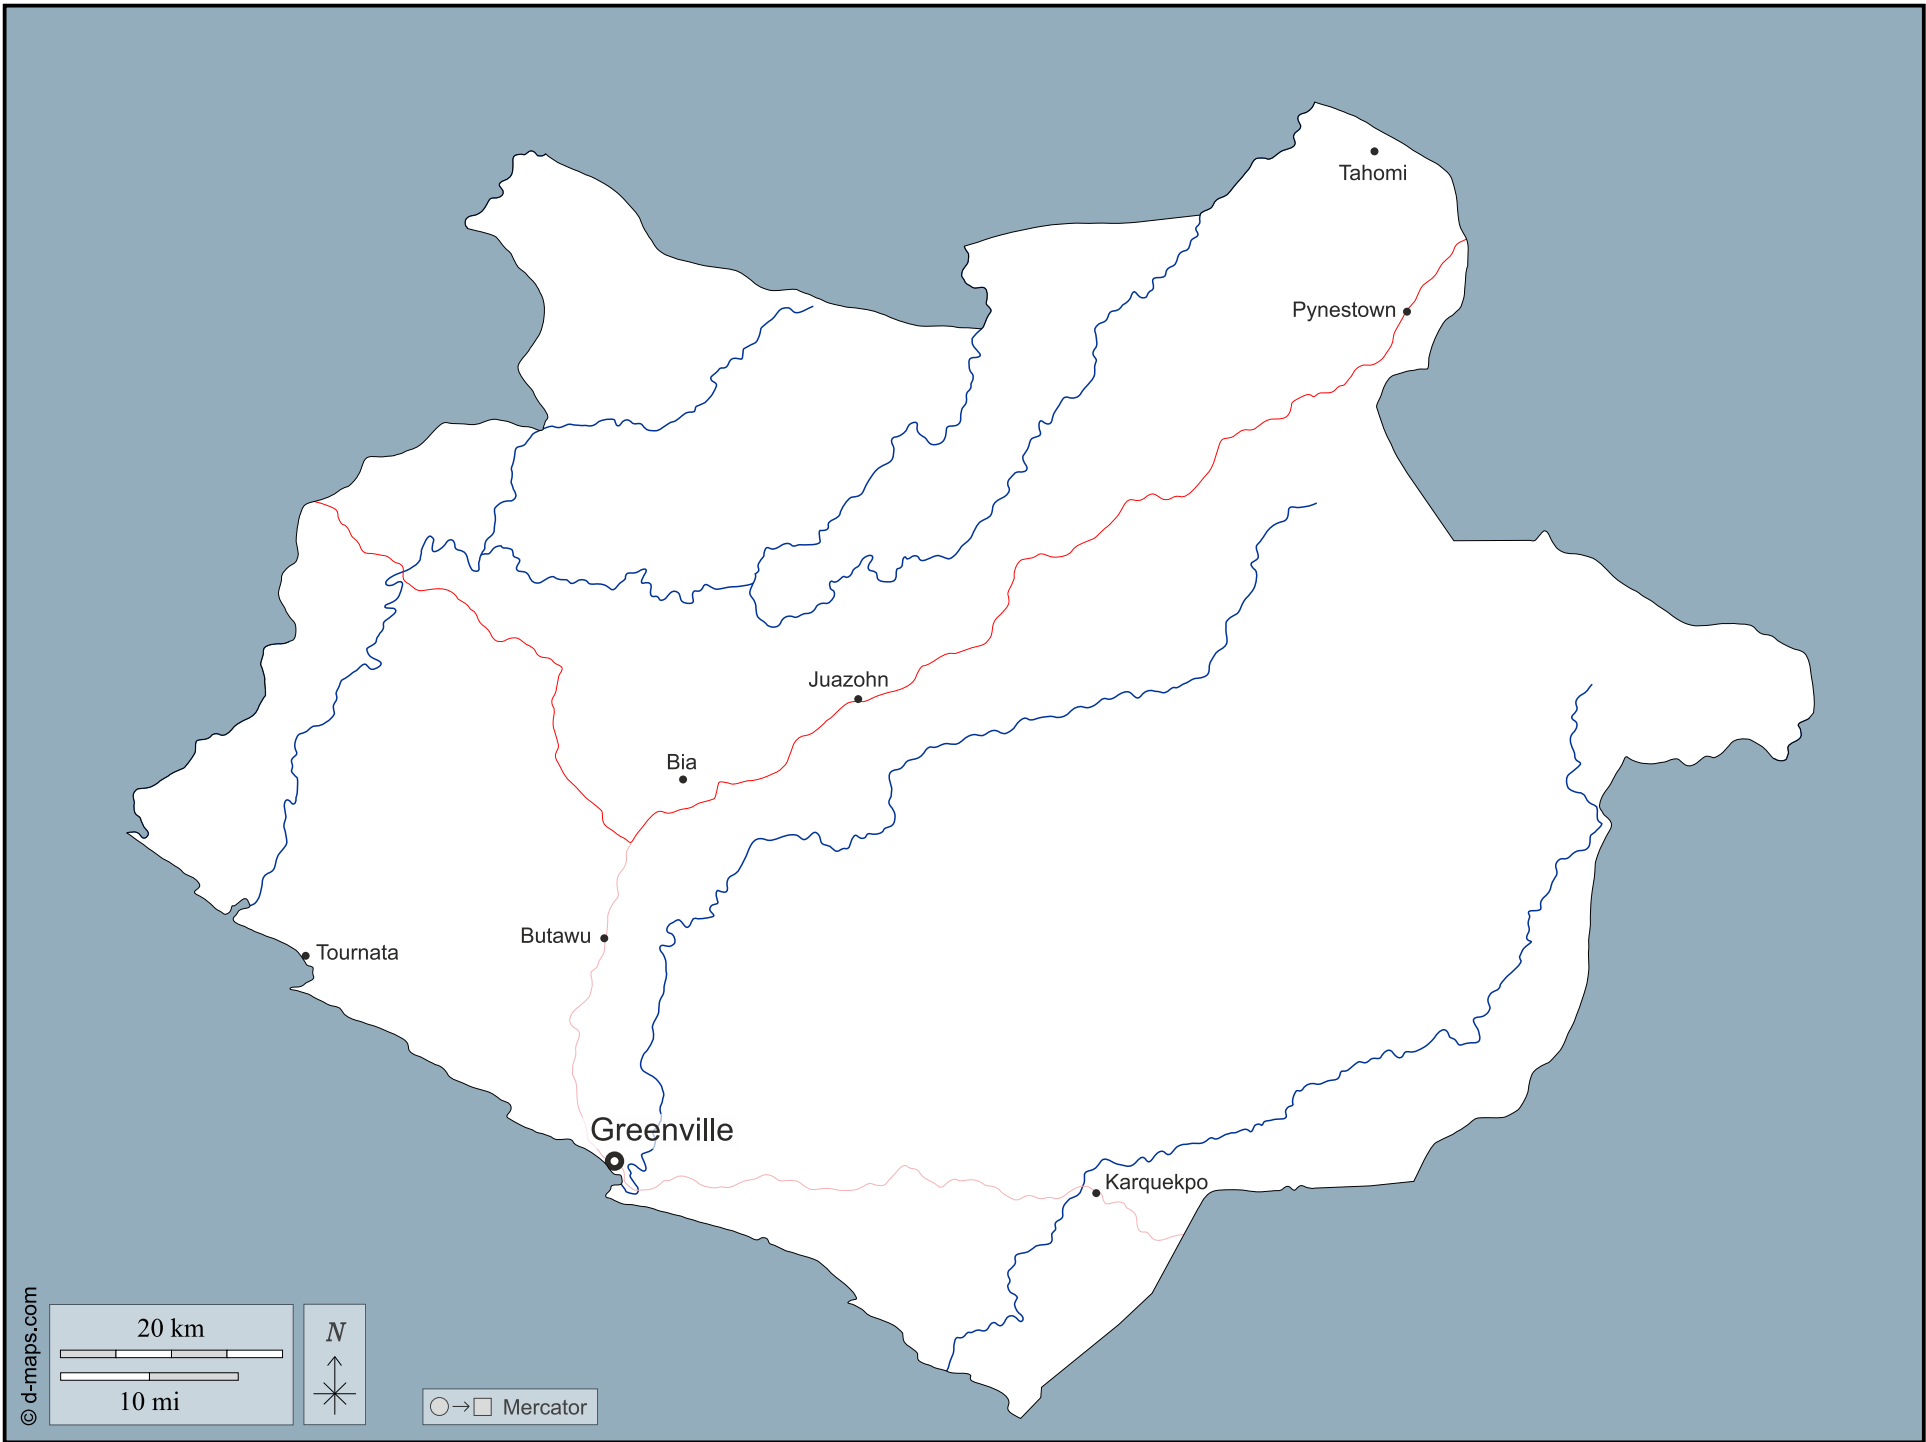 Tahomi
Pynestown
Juazohn
Bia
Butawu
Tournata
Greenville
Karquekpo
20 km
10 mi
N
Mercator
© d-maps.com